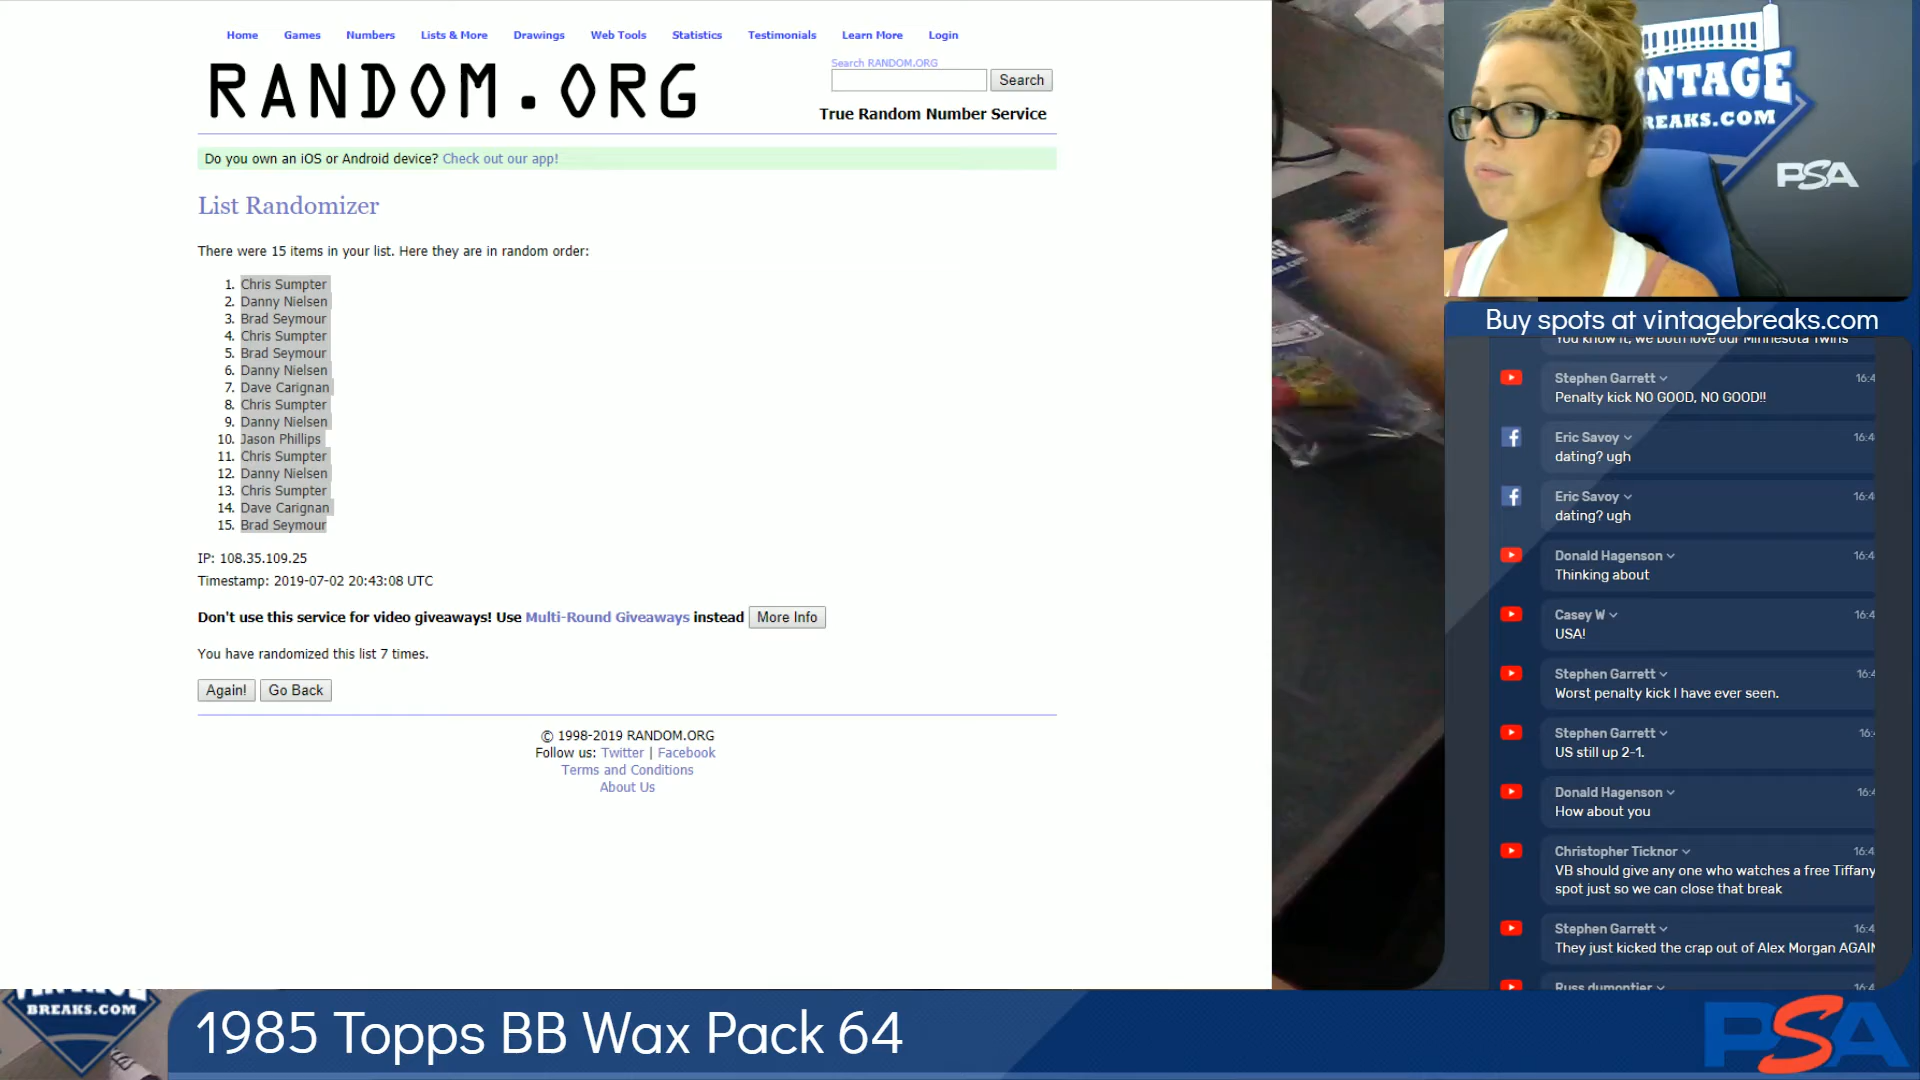 Home Games Numbers Lists & More Drawings Web Tools Statistics Testimonials Learn More Login
RANDOM.ORG
Search RANDOM.ORG
Search
True Random Number Service
Do you own an iOS or Android device? Check out our app!
List Randomizer
There were 15 items in your list. Here they are in random order:
1. Chris Sumpter
2. Danny Nielsen
3. Brad Seymour
4. Chris Sumpter
5. Brad Seymour
6. Danny Nielsen
7. Dave Carignan
8. Chris Sumpter
9. Danny Nielsen
10. Jason Phillips
11. Chris Sumpter
12. Danny Nielsen
13. Chris Sumpter
14. Dave Carignan
15. Brad Seymour
IP: 108.35.109.25
Timestamp: 2019-07-02 20:43:08 UTC
Don't use this service for video giveaways! Use Multi-Round Giveaways instead More Info
You have randomized this list 7 times.
Again! Go Back
© 1998-2019 RANDOM.ORG
Follow us: Twitter | Facebook
Terms and Conditions
About Us
PSA
Buy spots at vintagebreaks.com
You know it, we both love our Minnesota Twins
Stephen Garrett 16:4
Penalty kick NO GOOD, NO GOOD!!
Eric Savoy 16:4
dating? ugh
Eric Savoy 16:4
dating? ugh
Donald Hagenson 16:4
Thinking about
Casey W 16:4
USA!
Stephen Garrett 16:4
Worst penalty kick I have ever seen.
Stephen Garrett 16:
US still up 2-1.
Donald Hagenson 16:
How about you
Christopher Ticknor 16:4
VB should give any one who watches a free Tiffany
spot just so we can close that break
Stephen Garrett 16:4
They just kicked the crap out of Alex Morgan AGAIN
Russ dumontier 16:4
BREAKS.COM
1985 Topps BB Wax Pack 64
PSA